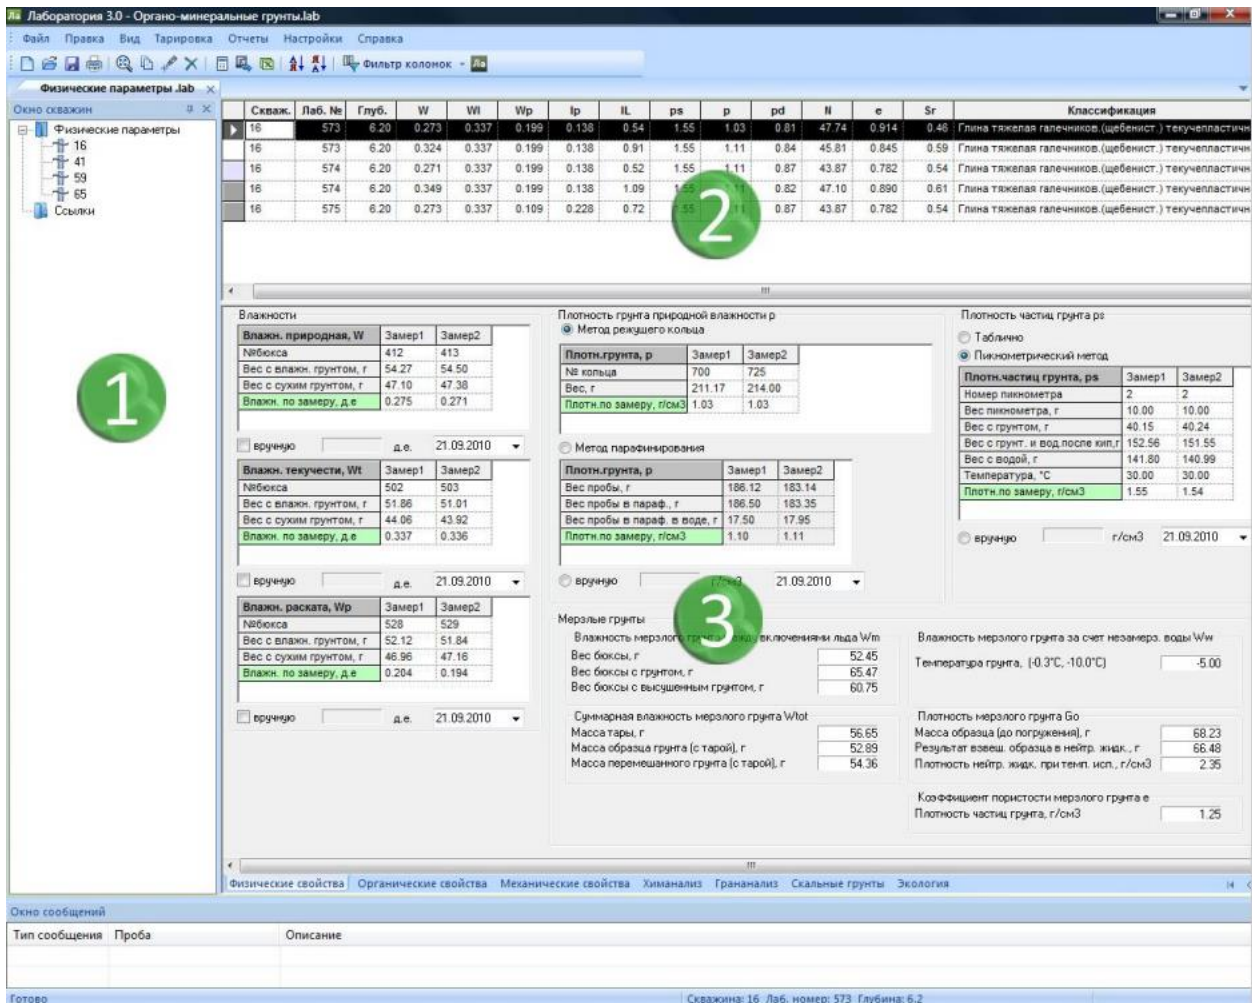 Лаборатория 3.0 - Органо-минеральные грунты.lab
Файл Правка Вид Тарировка Отчеты Настройки Справка
Фильтр колонок
Физические параметры .lab
Окно скважин
Физические параметры
16
41
59
65
Ссылки
Скваж. Лаб. № Глуб. W Wl Wp Ip IL ps p pd N e Sr Классификация
16 573 6.20 0.273 0.337 0.199 0.138 0.54 1.55 1.03 0.81 47.74 0.914 0.46 Глина тяжелая галечников.(щебенист.) текучепластичн
16 573 6.20 0.324 0.337 0.199 0.138 0.91 1.55 1.11 0.84 45.81 0.845 0.59 Глина тяжелая галечников.(щебенист.) текучепластичн
16 574 6.20 0.271 0.337 0.199 0.138 0.52 1.55 1.11 0.87 43.87 0.782 0.54 Глина тяжелая галечников.(щебенист.) текучепластичн
16 574 6.20 0.349 0.337 0.199 0.138 1.09 1.55 1.11 0.82 47.10 0.890 0.61 Глина тяжелая галечников.(щебенист.) текучепластичн
16 575 6.20 0.273 0.337 0.109 0.228 0.72 1.55 1.11 0.87 43.87 0.782 0.54 Глина тяжелая галечников.(щебенист.) текучепластичн
1
2
3
Влажности
Влажн. природная, W Замер1 Замер2
№бюкса 412 413
Вес с влажн. грунтом, г 54.27 54.50
Вес с сухим грунтом, г 47.10 47.38
Влажн. по замеру, д.е 0.275 0.271
вручную д.е. 21.09.2010
Влажн. текучести, Wt Замер1 Замер2
№бюкса 502 503
Вес с влажн. грунтом, г 51.86 51.01
Вес с сухим грунтом, г 44.06 43.92
Влажн. по замеру, д.е 0.337 0.336
вручную д.е. 21.09.2010
Влажн. раската, Wp Замер1 Замер2
№бюкса 528 529
Вес с влажн. грунтом, г 52.12 51.84
Вес с сухим грунтом, г 46.96 47.16
Влажн. по замеру, д.е 0.204 0.194
вручную д.е. 21.09.2010
Плотность грунта природной влажности p
Метод режущего кольца
Плотн.грунта, p Замер1 Замер2
№ кольца 700 725
Вес, г 211.17 214.00
Плотн.по замеру, г/см3 1.03 1.03
Метод парафинирования
Плотн.грунта, p Замер1 Замер2
Вес пробы, г 186.12 183.14
Вес пробы в параф., г 186.50 183.35
Вес пробы в параф. в воде, г 17.50 17.95
Плотн.по замеру, г/см3 1.10 1.11
вручную г/см3 21.09.2010
Плотность частиц грунта ps
Таблично
Пикнометрический метод
Плотн.частиц грунта, ps Замер1 Замер2
Номер пикнометра 2 2
Вес пикнометра, г 10.00 10.00
Вес с грунтом, г 40.15 40.24
Вес с грунт. и вод.после кип,г 152.56 151.55
Вес с водой, г 141.80 140.99
Температура, °C 30.00 30.00
Плотн.по замеру, г/см3 1.55 1.54
вручную г/см3 21.09.2010
Мерзлые грунты
Влажность мерзлого грунта между включениями льда Wm
Вес бюксы, г 52.45
Вес бюксы с грунтом, г 65.47
Вес бюксы с высушенным грунтом, г 60.75
Влажность мерзлого грунта за счет незамерз. воды Ww
Температура грунта, (-0.3°C, -10.0°C) -5.00
Суммарная влажность мерзлого грунта Wtot
Масса тары, г 56.65
Масса образца грунта (с тарой), г 52.89
Масса перемешанного грунта (с тарой), г 54.36
Плотность мерзлого грунта Go
Масса образца (до погружения), г 68.23
Результат взвеш. образца в нейтр. жидк., г 66.48
Плотность нейтр. жидк. при темп. исп., г/см3 2.35
Коэффициент пористости мерзлого грунта e
Плотность частиц грунта, г/см3 1.25
Физические свойства Органические свойства Механические свойства Химанализ Грананализ Скальные грунты Экология
Окно сообщений
Тип сообщения Проба Описание
Готово Скважина: 16 Лаб. номер: 573 Глубина: 6.2